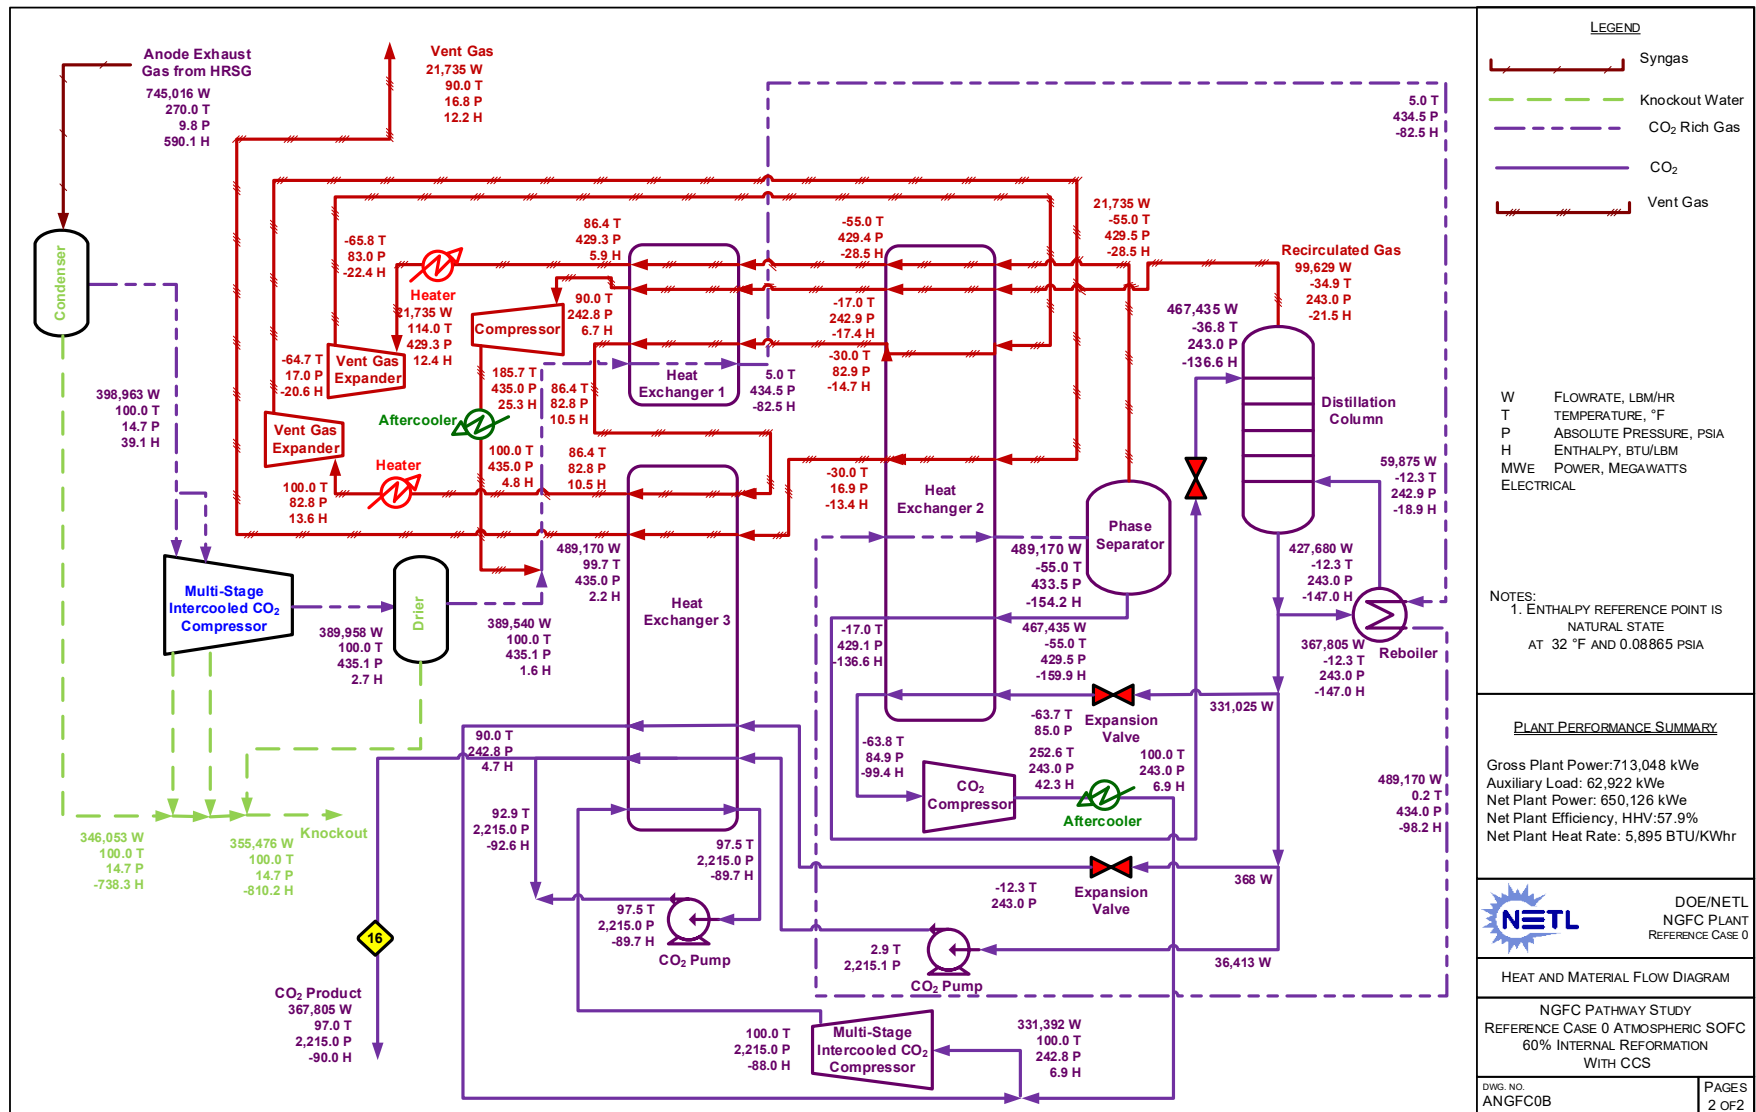 Anode Exhaust
Gas from HRSG
745,016 W
270.0 T
9.8 P
590.1 H
Vent Gas
21,735 W
90.0 T
16.8 P
12.2 H
5.0 T
434.5 P
-82.5 H
Condenser
-65.8 T
83.0 P
-22.4 H
86.4 T
429.3 P
5.9 H
-55.0 T
429.4 P
-28.5 H
21,735 W
-55.0 T
429.5 P
-28.5 H
Recirculated Gas
99,629 W
-34.9 T
243.0 P
-21.5 H
Heater
21,735 W
114.0 T
429.3 P
12.4 H
Compressor
90.0 T
242.8 P
6.7 H
-17.0 T
242.9 P
-17.4 H
467,435 W
-36.8 T
243.0 P
-136.6 H
Vent Gas
Expander
-64.7 T
17.0 P
-20.6 H
185.7 T
435.0 P
25.3 H
86.4 T
82.8 P
10.5 H
Heat
Exchanger 1
5.0 T
434.5 P
-82.5 H
-30.0 T
82.9 P
-14.7 H
Distillation
Column
398,963 W
100.0 T
14.7 P
39.1 H
Vent Gas
Expander
Aftercooler
Heater
100.0 T
435.0 P
4.8 H
86.4 T
82.8 P
10.5 H
100.0 T
82.8 P
13.6 H
-30.0 T
16.9 P
-13.4 H
Heat
Exchanger 2
59,875 W
-12.3 T
242.9 P
-18.9 H
Phase
Separator
489,170 W
99.7 T
435.0 P
2.2 H
489,170 W
-55.0 T
433.5 P
-154.2 H
427,680 W
-12.3 T
243.0 P
-147.0 H
Multi-Stage
Intercooled CO2
Compressor
Drier
Heat
Exchanger 3
389,958 W
100.0 T
435.1 P
2.7 H
389,540 W
100.0 T
435.1 P
1.6 H
-17.0 T
429.1 P
-136.6 H
467,435 W
-55.0 T
429.5 P
-159.9 H
367,805 W
-12.3 T
243.0 P
-147.0 H
Reboiler
331,025 W
-63.7 T
85.0 P
Expansion
Valve
90.0 T
242.8 P
4.7 H
-63.8 T
84.9 P
-99.4 H
252.6 T
243.0 P
42.3 H
100.0 T
243.0 P
6.9 H
CO2
Compressor
Aftercooler
489,170 W
0.2 T
434.0 P
-98.2 H
Knockout
346,053 W
100.0 T
14.7 P
-738.3 H
355,476 W
100.0 T
14.7 P
-810.2 H
92.9 T
2,215.0 P
-92.6 H
97.5 T
2,215.0 P
-89.7 H
97.5 T
2,215.0 P
-89.7 H
CO2 Pump
-12.3 T
243.0 P
Expansion
Valve
368 W
16
2.9 T
2,215.1 P
CO2 Pump
36,413 W
CO2 Product
367,805 W
97.0 T
2,215.0 P
-90.0 H
100.0 T
2,215.0 P
-88.0 H
Multi-Stage
Intercooled CO2
Compressor
331,392 W
100.0 T
242.8 P
6.9 H
LEGEND
Syngas
Knockout Water
CO2 Rich Gas
CO2
Vent Gas
W FLOWRATE, LBM/HR
T TEMPERATURE, °F
P ABSOLUTE PRESSURE, PSIA
H ENTHALPY, BTU/LBM
MWE POWER, MEGAWATTS
ELECTRICAL
NOTES:
1. ENTHALPY REFERENCE POINT IS
NATURAL STATE
AT 32 °F AND 0.08865 PSIA
PLANT PERFORMANCE SUMMARY
Gross Plant Power:713,048 kWe
Auxiliary Load: 62,922 kWe
Net Plant Power: 650,126 kWe
Net Plant Efficiency, HHV:57.9%
Net Plant Heat Rate: 5,895 BTU/KWhr
NETL
DOE/NETL
NGFC PLANT
REFERENCE CASE 0
HEAT AND MATERIAL FLOW DIAGRAM
NGFC PATHWAY STUDY
REFERENCE CASE 0 ATMOSPHERIC SOFC
60% INTERNAL REFORMATION
WITH CCS
DWG. NO.
ANGFC0B
PAGES
2 OF2